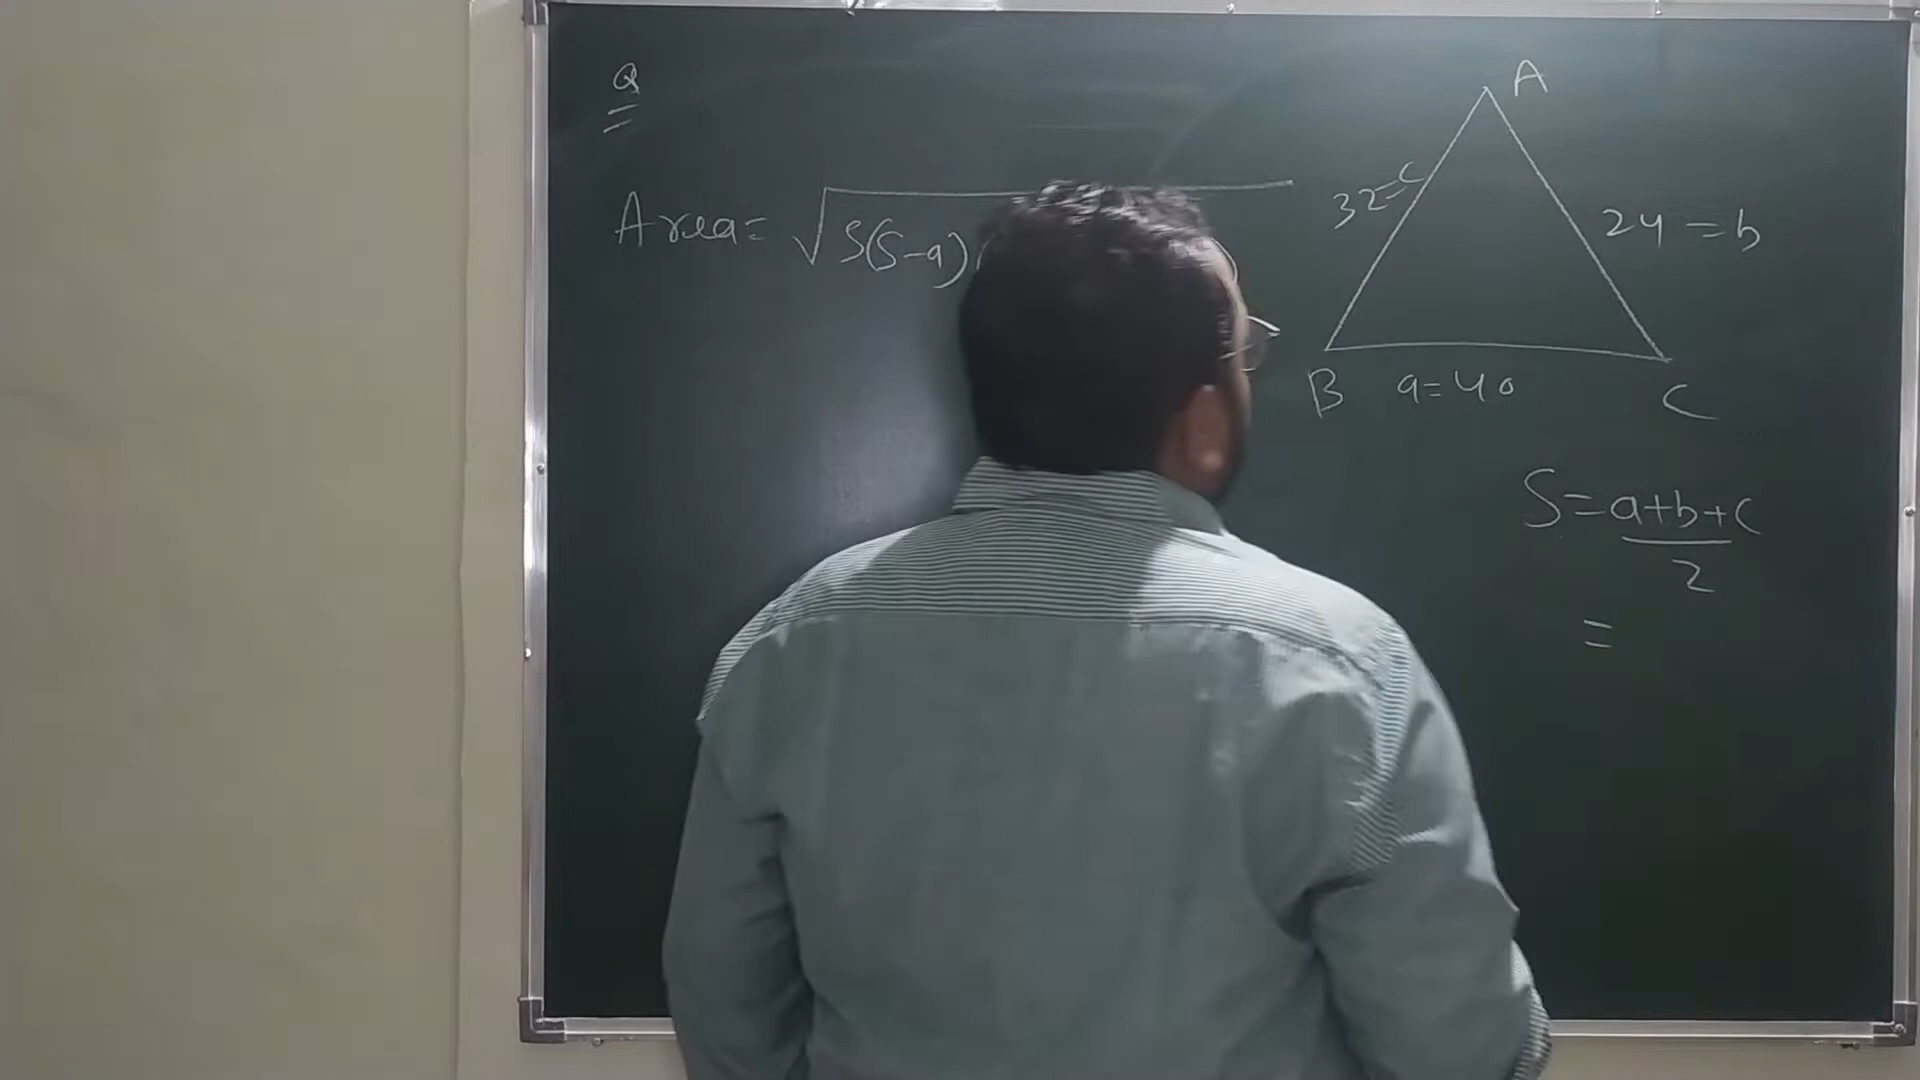 Q
A
Area= √S(S-a)
32=c
24 =b
B a=40 C
S=a+b+c
2
=